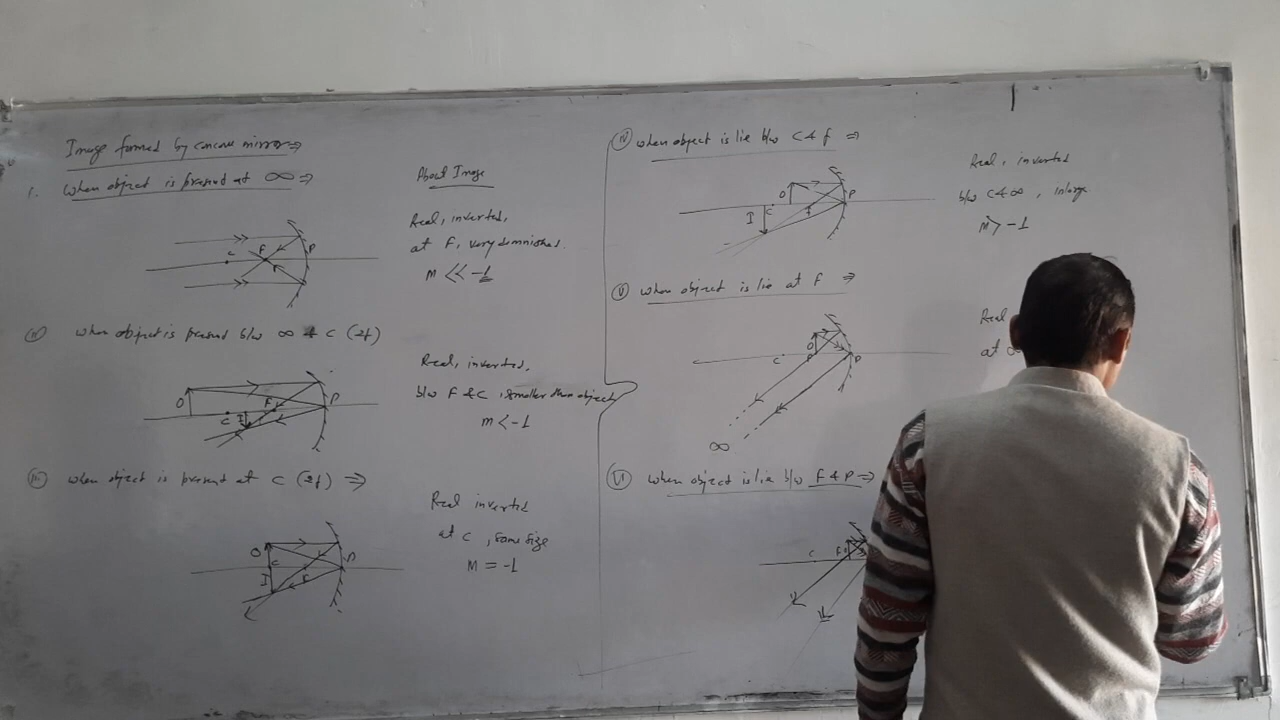 Image formed by concave mirror ⇒
i. When object is present at ∞ ⇒
About Image
Real, inverted,
at F, very diminished.
m << -1
C F P
(ii) when object is present b/w ∞ & C (2f)
Real, inverted,
b/w F & C, smaller than object
m < -1
O C I F P
(iii) when object is present at C (2f) ⇒
Real inverted
at C, same size
M = -1
O C I F P
(iv) when object is lie b/w C & f ⇒
Real, inverted
b/w C & ∞, inlarge
M > -1
I C O f P
(v) when object is lie at f ⇒
Real
at ∞
C O F P
∞
(vi) when object is lie b/w F & P ⇒
C F O